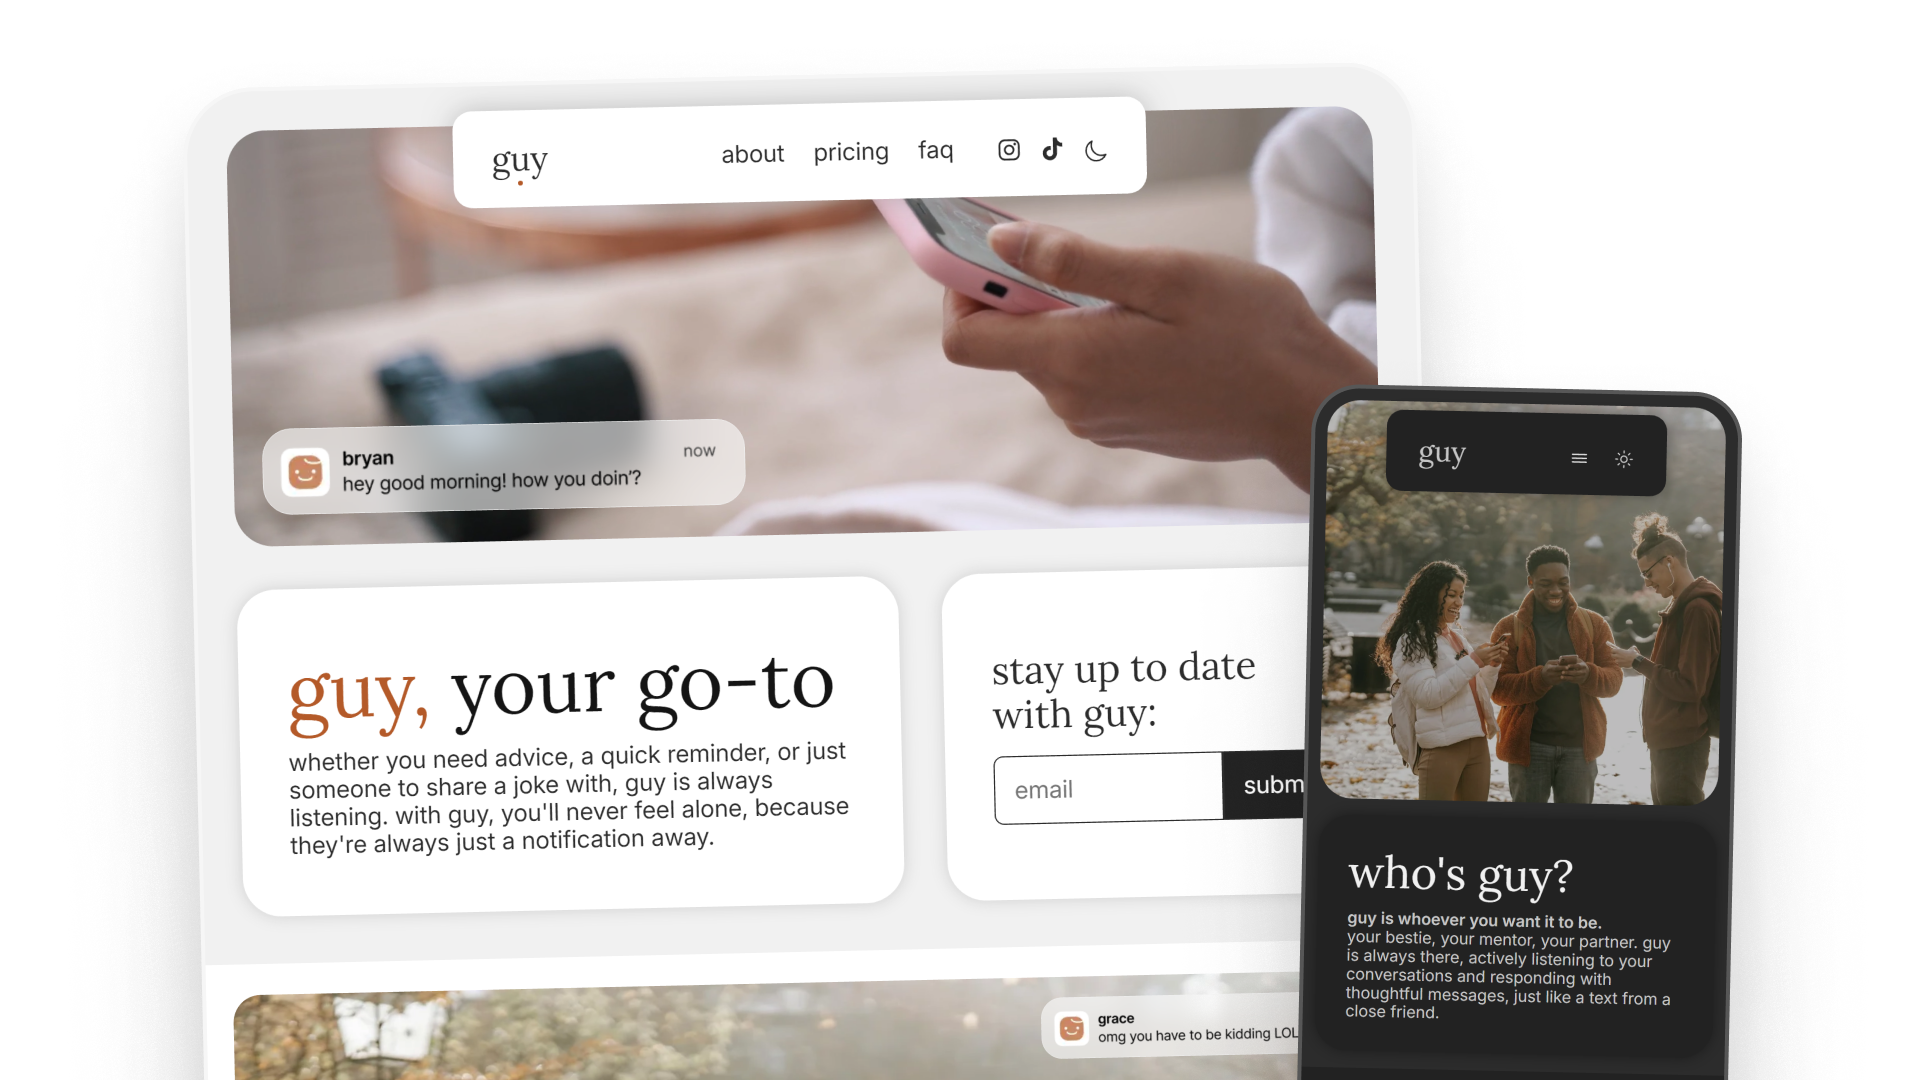 guy
about pricing faq
bryan
now
hey good morning! how you doin'?
guy, your go-to
whether you need advice, a quick reminder, or just
someone to share a joke with, guy is always
listening. with guy, you'll never feel alone, because
they're always just a notification away.
stay up to date
with guy:
email
subm
grace
omg you have to be kidding LOL
guy
who's guy?
guy is whoever you want it to be.
your bestie, your mentor, your partner. guy
is always there, actively listening to your
conversations and responding with
thoughtful messages, just like a text from a
close friend.